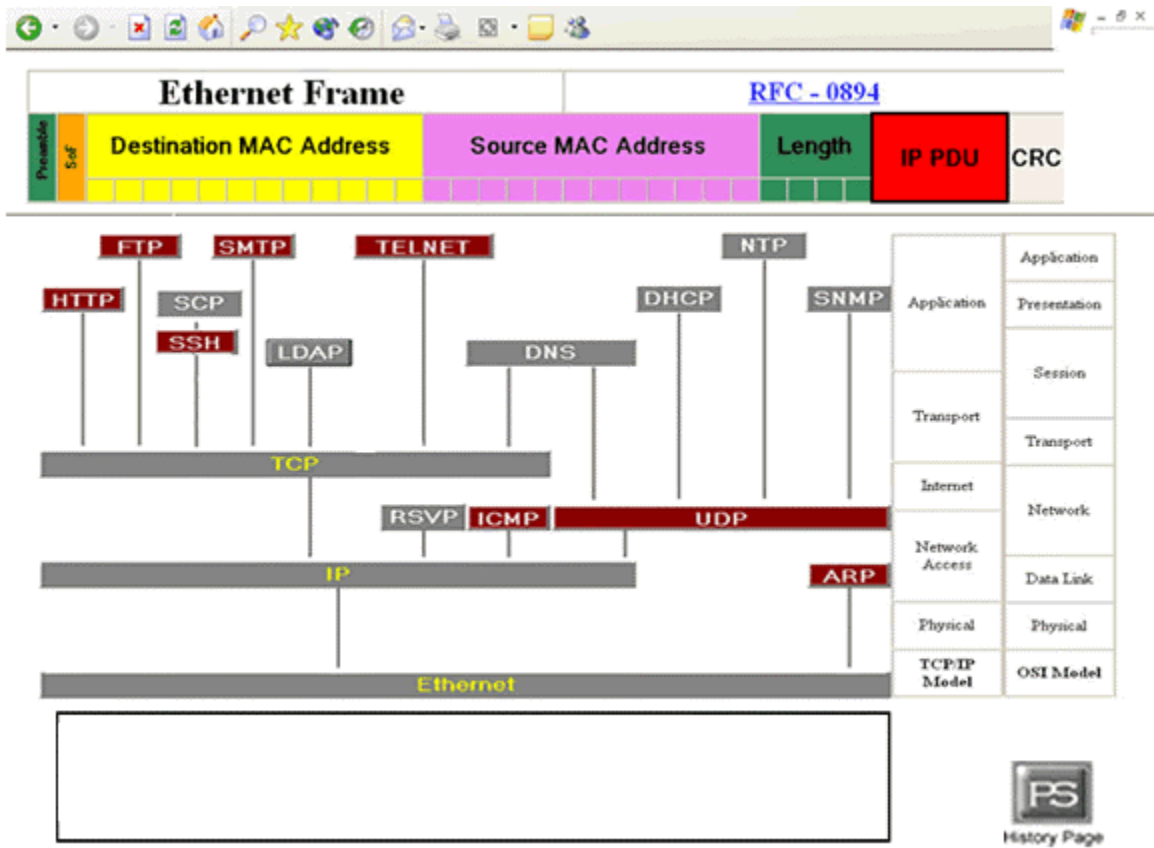 Ethernet Frame
RFC - 0894
Preamble
SoF
Destination MAC Address
Source MAC Address
Length
IP PDU
CRC
FTP
SMTP
TELNET
NTP
HTTP
SCP
DHCP
SNMP
SSH
LDAP
DNS
TCP
RSVP
ICMP
UDP
IP
ARP
Ethernet
Application
Transport
Internet
Network
Access
Physical
TCP/IP
Model
Application
Presentation
Session
Transport
Network
Data Link
Physical
OSI Model
PS
History Page